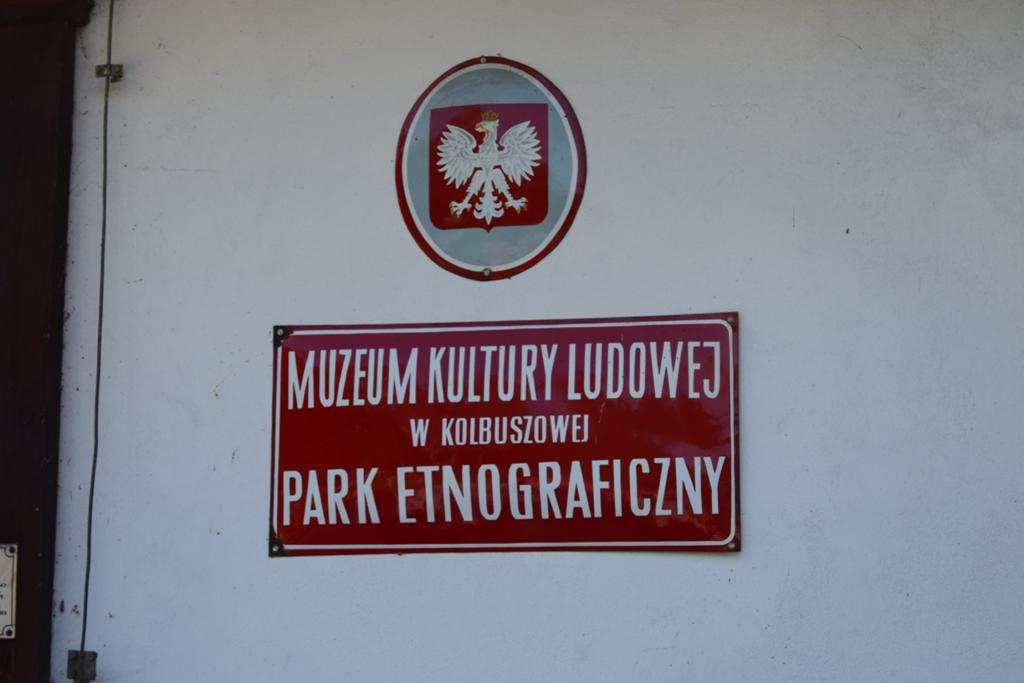 MUZEUM KULTURY LUDOWEJ
W KOLBUSZOWEJ
PARK ETNOGRAFICZNY